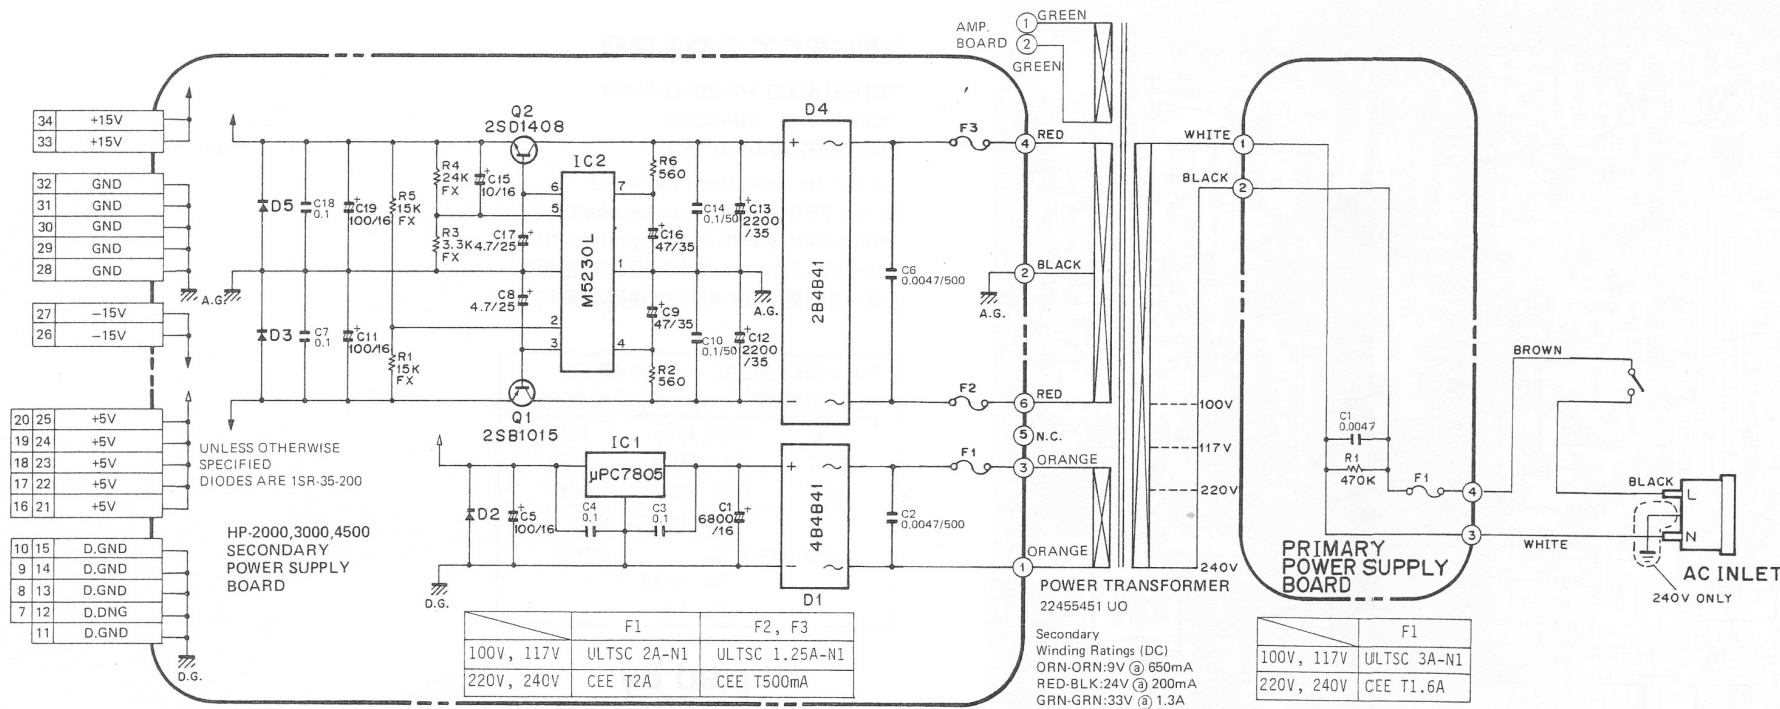 AMP. BOARD
1 GREEN
2 GREEN
34 +15V
33 +15V
32 GND
31 GND
30 GND
29 GND
28 GND
A.G.
27 −15V
26 −15V
20 25 +5V
19 24 +5V
18 23 +5V
17 22 +5V
16 21 +5V
10 15 D.GND
9 14 D.GND
8 13 D.GND
7 12 D.DNG
11 D.GND
D.G.
UNLESS OTHERWISE
SPECIFIED
DIODES ARE 1SR-35-200
HP-2000,3000,4500
SECONDARY
POWER SUPPLY
BOARD
Q2
2SD1408
D5
C18
0.1
+
C19
100/16
R5
15K
FX
R4
24K
FX
+
C15
10/16
R3
3.3K
FX
C17
4.7/25
+
C8
4.7/25
+
D3
C7
0.1
+
C11
100/16
R1
15K
FX
Q1
2SB1015
IC2
M5230L
6
5
7
1
2
3
4
R6
560
+
C16
47/35
+
C9
47/35
R2
560
C14
0.1/50
+
C13
2200
/35
A.G.
C10
0.1/50
+
C12
2200
/35
D4
+ ~
2B4B41
− ~
C6
0.0047/500
F3
4 RED
2 BLACK
A.G.
F2
6 RED
5 N.C.
F1
3 ORANGE
1 ORANGE
D2
+
C5
100/16
IC1
µPC7805
C4
0.1
C3
0.1
+
C1
6800
/16
+ ~
4B4B41
− ~
D1
C2
0.0047/500
D.G.
F1 F2, F3
100V, 117V ULTSC 2A-N1 ULTSC 1.25A-N1
220V, 240V CEE T2A CEE T500mA
POWER TRANSFORMER
22455451 UO
Secondary
Winding Ratings (DC)
ORN-ORN:9V @ 650mA
RED-BLK:24V @ 200mA
GRN-GRN:33V @ 1.3A
WHITE 1
BLACK 2
100V
117V
220V
240V
C1
0.0047
R1
470K
F1
4
3
PRIMARY
POWER SUPPLY
BOARD
BROWN
BLACK
WHITE
L
N
AC INLET
240V ONLY
F1
100V, 117V ULTSC 3A-N1
220V, 240V CEE T1.6A